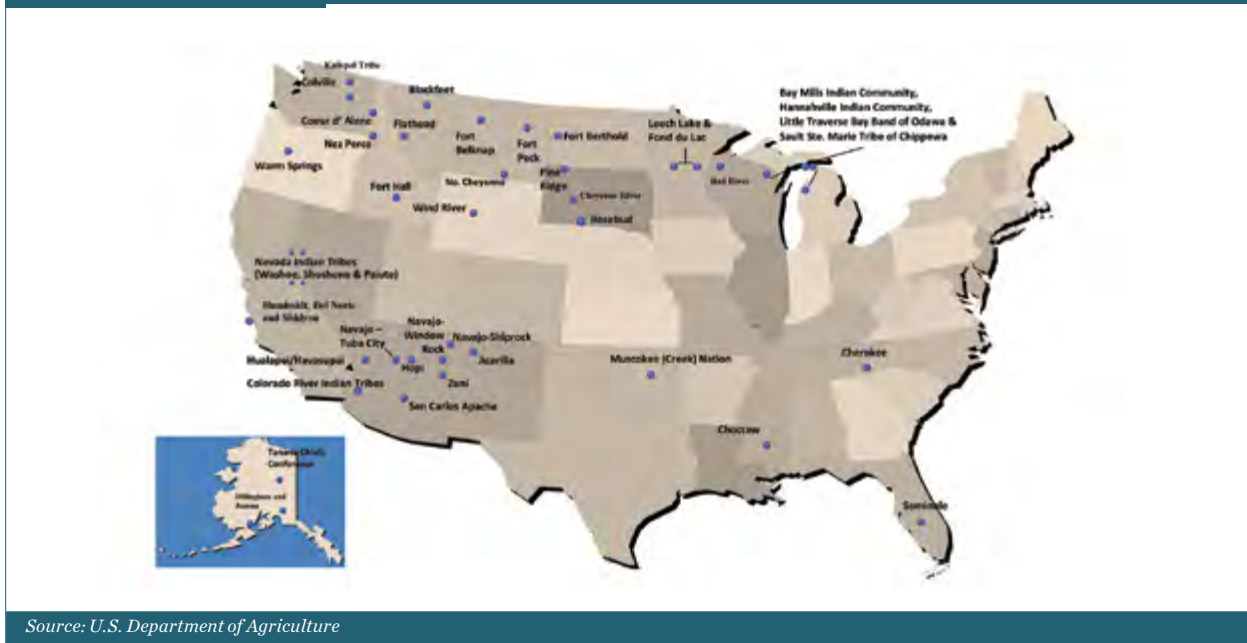 Kalispel Tribe
Colville
Blackfeet
Coeur d' Alene
Flathead
Nez Perce
Fort
Belknap
Fort
Peck
Fort Berthold
Leech Lake &
Fond du Lac
Bay Mills Indian Community,
Hannahville Indian Community,
Little Traverse Bay Band of Odawa &
Sault Ste. Marie Tribe of Chippewa
Warm Springs
Fort Hall
No. Cheyenne
Pine
Ridge
Cheyenne River
Bad River
Wind River
Rosebud
Nevada Indian Tribes
(Washoe, Shoshone & Paiute)
Humboldt, Del Norte
and Siskiyou
Navajo –
Tuba City
Navajo-
Window
Rock
Navajo-Shiprock
Hualapai/Havasupai
Hopi
Jicarilla
Zuni
Colorado River Indian Tribes
San Carlos Apache
Muscokee (Creek) Nation
Cherokee
Choctaw
Seminole
Tanana Chiefs
Conference
Dillingham and
Source: U.S. Department of Agriculture